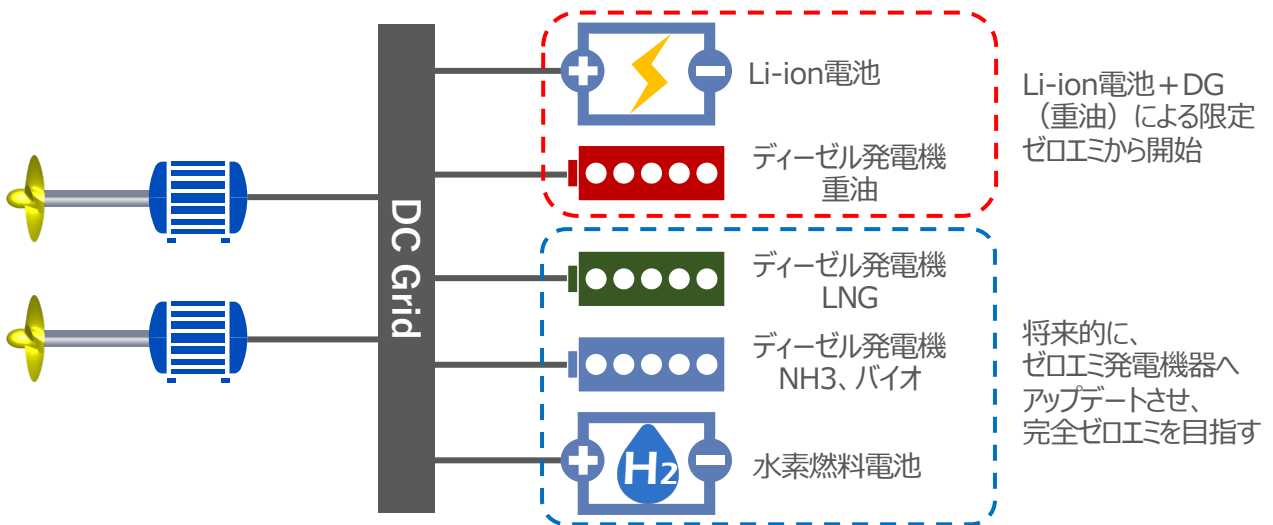 DC Grid
Li-ion電池
ディーゼル発電機
重油
Li-ion電池+DG
(重油)による限定
ゼロエミから開始
ディーゼル発電機
LNG
ディーゼル発電機
NH3、バイオ
H2
水素燃料電池
将来的に、
ゼロエミ発電機器へ
アップデートさせ、
完全ゼロエミを目指す